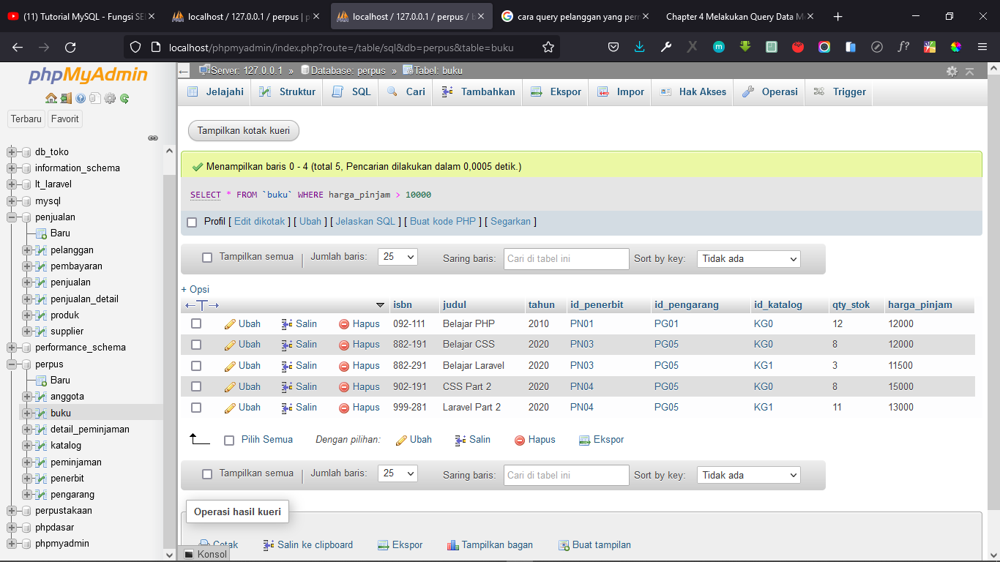 (11) Tutorial MySQL - Fungsi SEL
localhost / 127.0.0.1 / perpus | p
localhost / 127.0.0.1 / perpus / b
cara query pelanggan yang per
Chapter 4 Melakukan Query Data M
localhost/phpmyadmin/index.php?route=/table/sql&db=perpus&table=buku
phpMyAdmin
Terbaru Favorit
db_toko
information_schema
lt_laravel
mysql
penjualan
Baru
pelanggan
pembayaran
penjualan
penjualan_detail
produk
supplier
performance_schema
perpus
Baru
anggota
buku
detail_peminjaman
katalog
peminjaman
penerbit
pengarang
perpustakaan
phpdasar
phpmyadmin
Server: 127.0.0.1 » Database: perpus » Tabel: buku
Jelajahi Struktur SQL Cari Tambahkan Ekspor Impor Hak Akses Operasi Trigger
Tampilkan kotak kueri
Menampilkan baris 0 - 4 (total 5, Pencarian dilakukan dalam 0,0005 detik.)
SELECT * FROM `buku` WHERE harga_pinjam > 10000
Profil [ Edit dikotak ] [ Ubah ] [ Jelaskan SQL ] [ Buat kode PHP ] [ Segarkan ]
Tampilkan semua | Jumlah baris: 25 Saring baris: Cari di tabel ini Sort by key: Tidak ada
+ Opsi
←T→ isbn judul tahun id_penerbit id_pengarang id_katalog qty_stok harga_pinjam
Ubah Salin Hapus 092-111 Belajar PHP 2010 PN01 PG01 KG0 12 12000
Ubah Salin Hapus 882-191 Belajar CSS 2020 PN03 PG05 KG0 8 12000
Ubah Salin Hapus 882-291 Belajar Laravel 2020 PN03 PG05 KG1 3 11500
Ubah Salin Hapus 902-191 CSS Part 2 2020 PN04 PG05 KG0 8 15000
Ubah Salin Hapus 999-281 Laravel Part 2 2020 PN04 PG05 KG1 11 13000
Pilih Semua Dengan pilihan: Ubah Salin Hapus Ekspor
Tampilkan semua | Jumlah baris: 25 Saring baris: Cari di tabel ini Sort by key: Tidak ada
Operasi hasil kueri
Cetak Salin ke clipboard Ekspor Tampilkan bagan Buat tampilan
Konsol